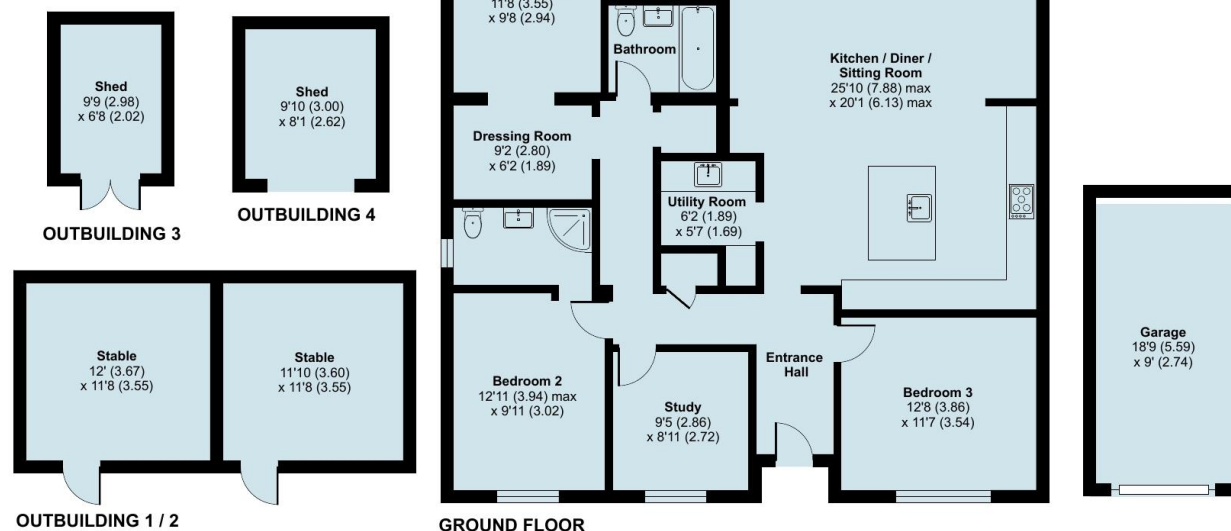 11'8 (3.55)
x 9'8 (2.94)
Bathroom
Kitchen / Diner /
Sitting Room
25'10 (7.88) max
x 20'1 (6.13) max
Shed
9'9 (2.98)
x 6'8 (2.02)
Shed
9'10 (3.00)
x 8'1 (2.62)
Dressing Room
9'2 (2.80)
x 6'2 (1.89)
Utility Room
6'2 (1.89)
x 5'7 (1.69)
OUTBUILDING 3
OUTBUILDING 4
Stable
12' (3.67)
x 11'8 (3.55)
Stable
11'10 (3.60)
x 11'8 (3.55)
Bedroom 2
12'11 (3.94) max
x 9'11 (3.02)
Study
9'5 (2.86)
x 8'11 (2.72)
Entrance
Hall
Bedroom 3
12'8 (3.86)
x 11'7 (3.54)
Garage
18'9 (5.59)
x 9' (2.74)
OUTBUILDING 1 / 2
GROUND FLOOR